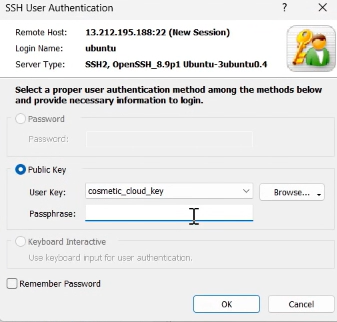 SSH User Authentication
Remote Host: 13.212.195.188:22 (New Session)
Login Name: ubuntu
Server Type: SSH2, OpenSSH_8.9p1 Ubuntu-3ubuntu0.4
Select a proper user authentication method among the methods below
and provide necessary information to login.
Password
Password:
Public Key
User Key: cosmetic_cloud_key Browse...
Passphrase:
Keyboard Interactive
Use keyboard input for user authentication.
Remember Password
OK Cancel